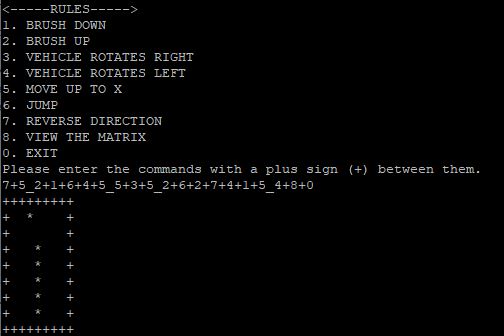 <-----RULES----->
1. BRUSH DOWN
2. BRUSH UP
3. VEHICLE ROTATES RIGHT
4. VEHICLE ROTATES LEFT
5. MOVE UP TO X
6. JUMP
7. REVERSE DIRECTION
8. VIEW THE MATRIX
0. EXIT
Please enter the commands with a plus sign (+) between them.
7+5_2+1+6+4+5_5+3+5_2+6+2+7+4+1+5_4+8+0
+++++++++
+  *    +
+       +
+   *   +
+   *   +
+   *   +
+   *   +
+   *   +
+++++++++